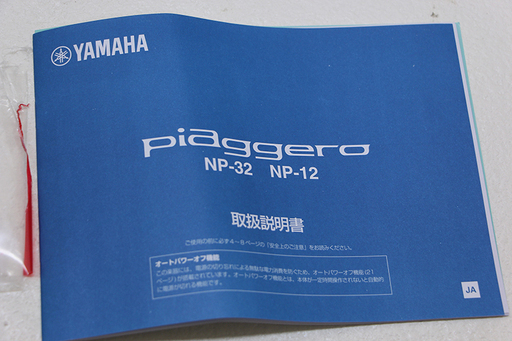 YAMAHA
piaggero
NP-32 NP-12
取扱説明書
ご使用の前に必ず4～8ページの「安全上のご注意」をお読みください。
オートパワーオフ機能
この楽器には、電源の切り忘れによる無駄な電力消費を防ぐため、オートパワーオフ機能(21
ページ)が搭載されています。オートパワーオフ機能とは、本体が一定時間操作されないと自動的
に電源が切れる機能です。
JA